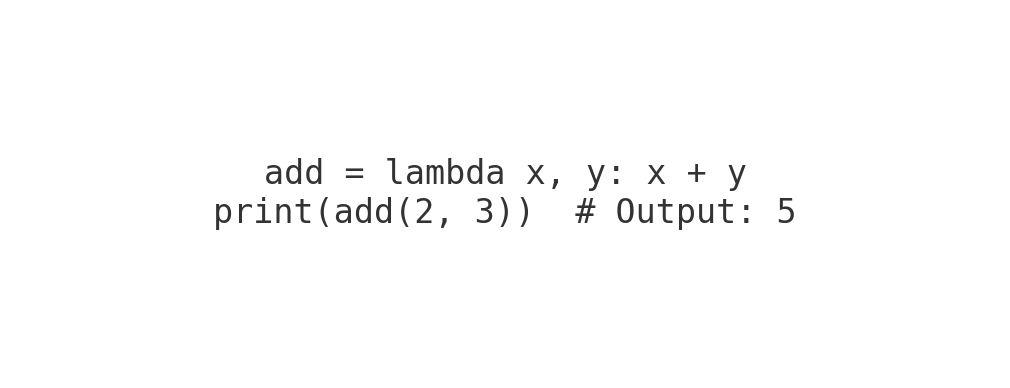 add = lambda x, y: x + y
print(add(2, 3))  # Output: 5